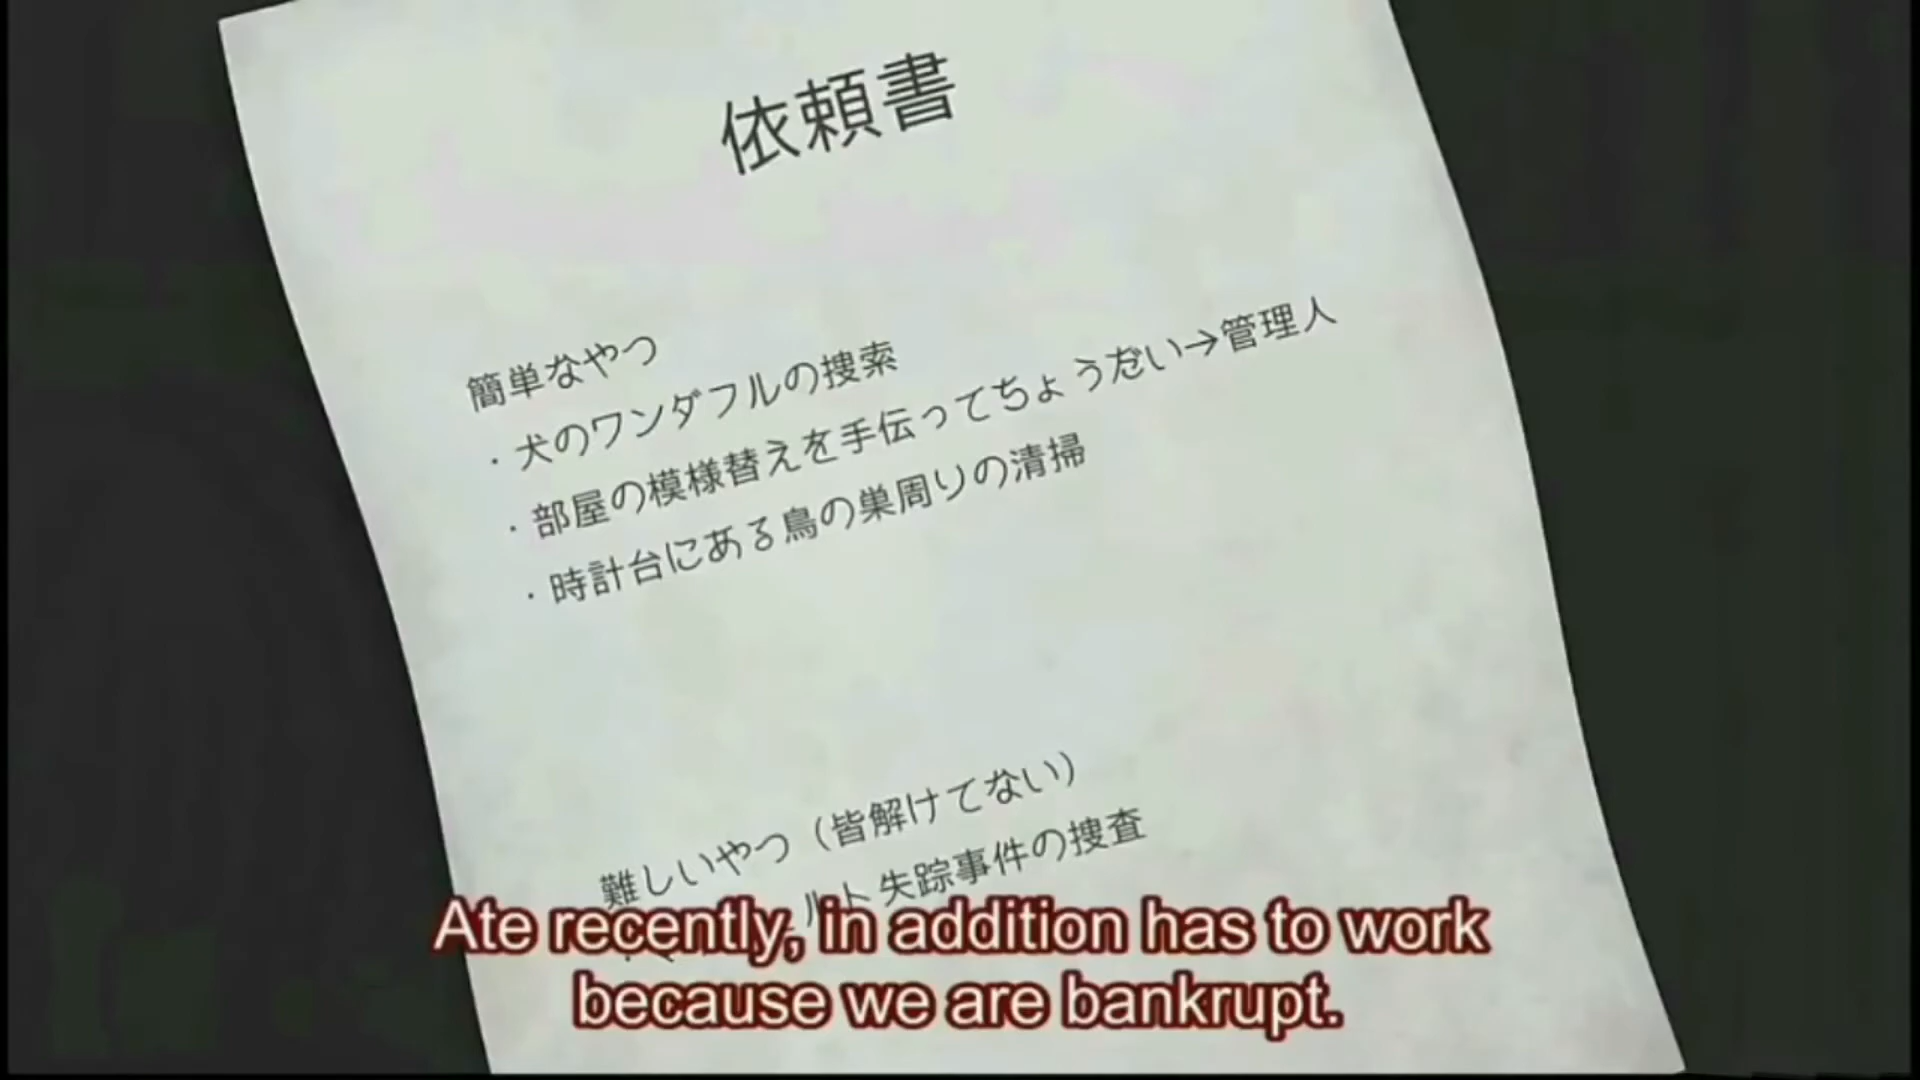 依頼書
簡単なやつ
・犬のワンダフルの捜索
・部屋の模様替えを手伝ってちょうだい→管理人
・時計台にある鳥の巣周りの清掃
難しいやつ（皆解けてない）
ルト失踪事件の捜査
Ate recently, in addition has to work
because we are bankrupt.